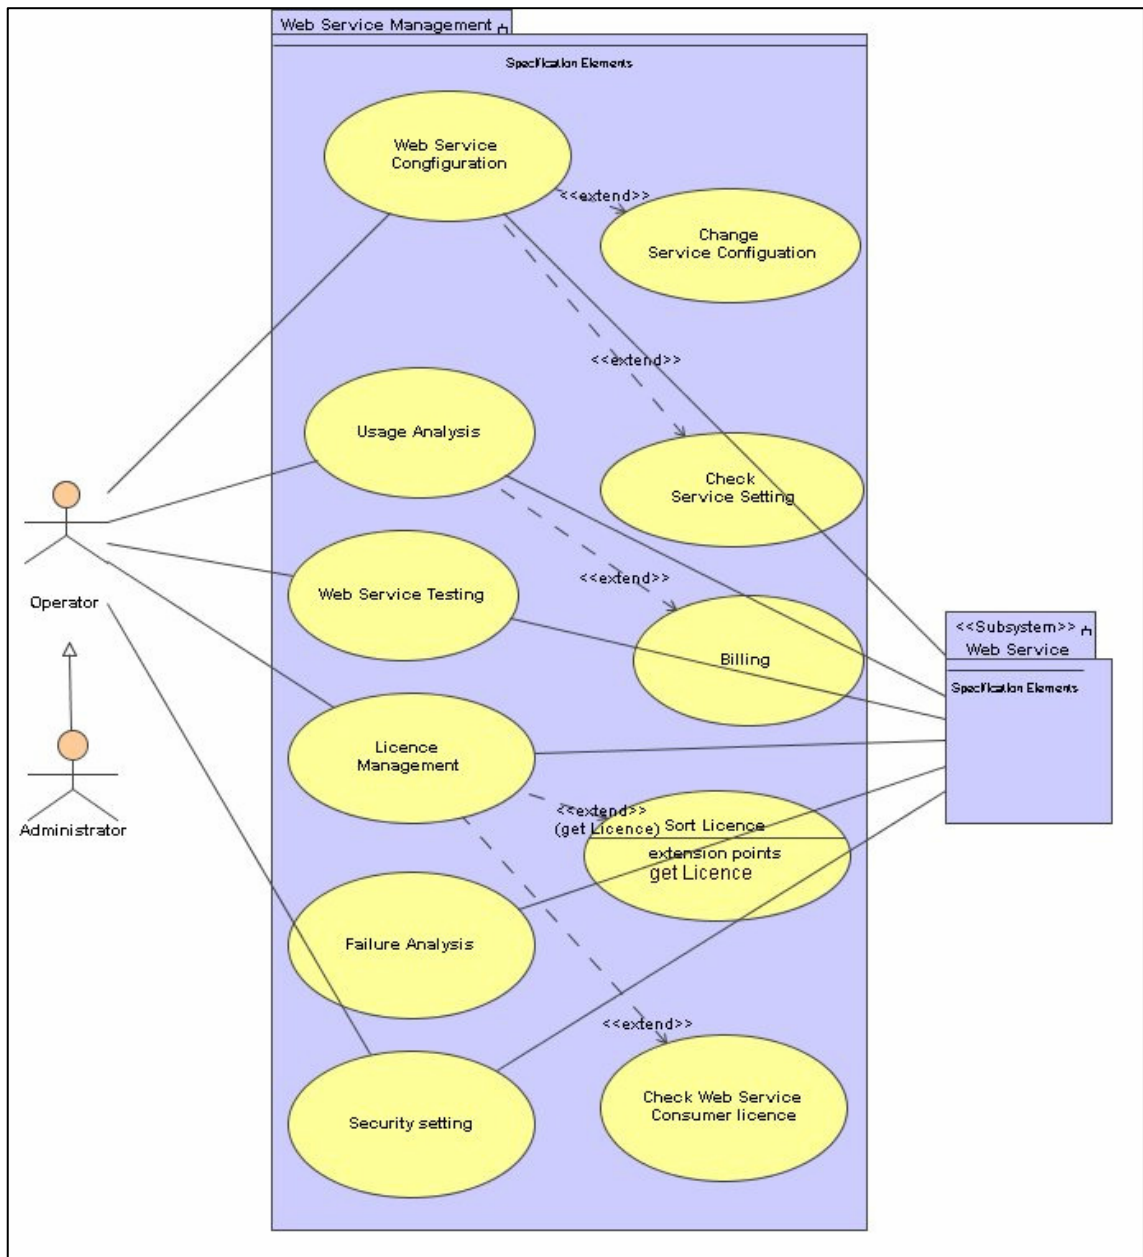 Web Service Management
Specification Elements
Web Service
Congfiguration
<<extend>>
Change
Service Configuation
<<extend>>
Usage Analysis
Check
Service Setting
<<extend>>
Web Service Testing
Operator
Billing
<<Subsystem>>
Web Service
Specification Elements
Licence
Management
Administrator
<<extend>>
(get Licence)
Sort Licence
extension points
get Licence
Failure Analysis
<<extend>>
Check Web Service
Consumer licence
Security setting